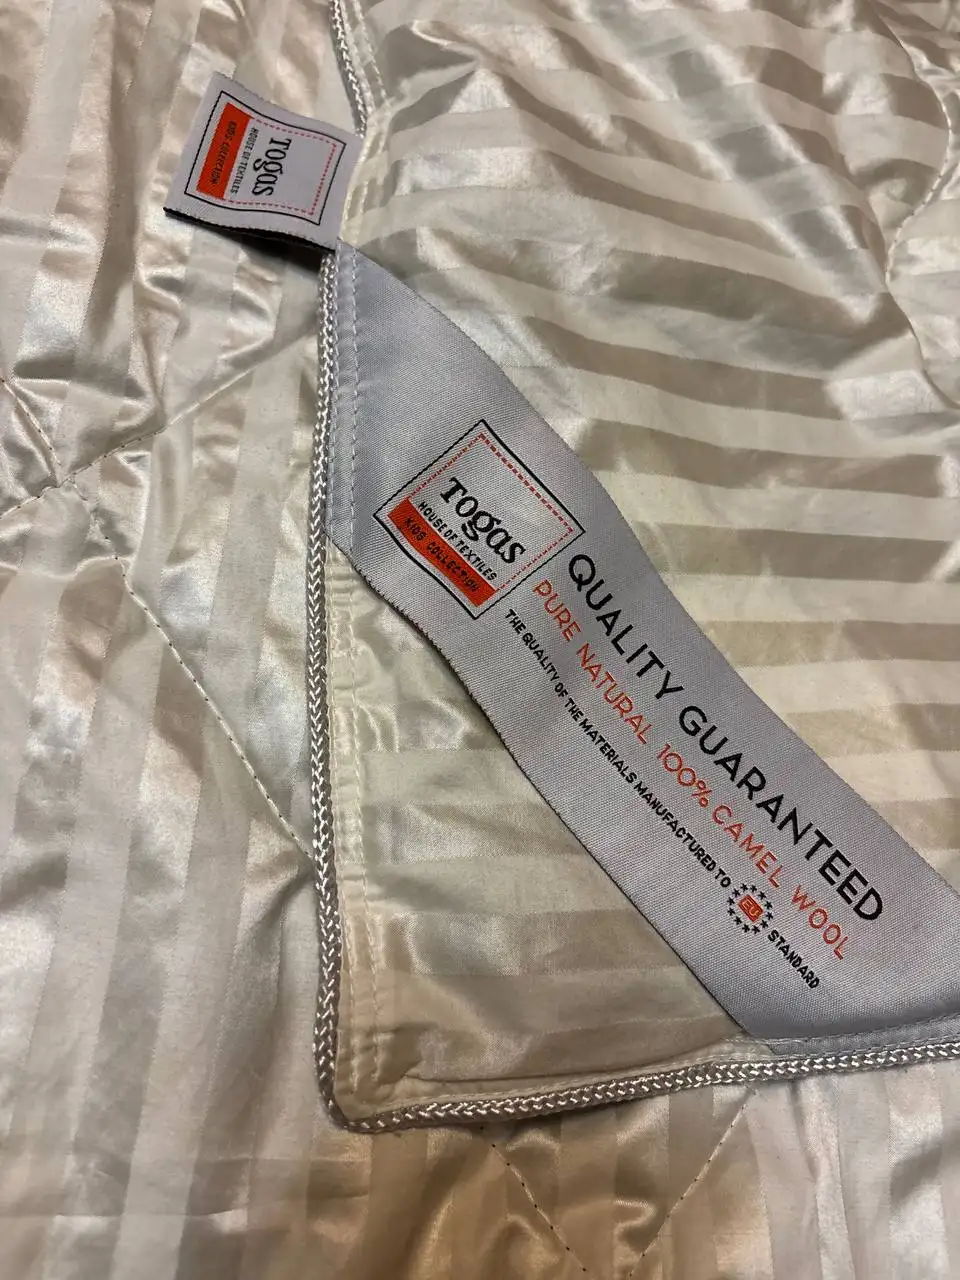 Togas
HOUSE OF TEXTILES
KIDS COLLECTION
Togas
HOUSE OF TEXTILES
KIDS COLLECTION
QUALITY GUARANTEED
PURE NATURAL 100% CAMEL WOOL
THE QUALITY OF THE MATERIALS MANUFACTURED TO EU STANDARD